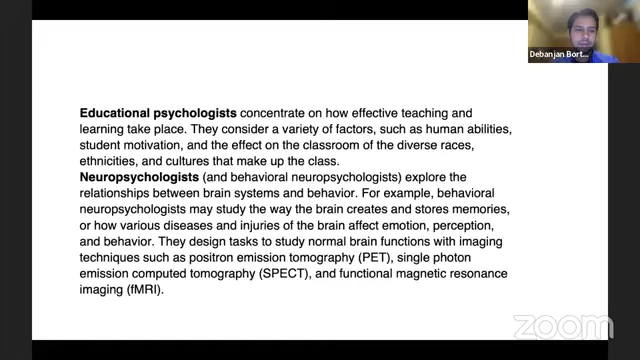 Debanjan Bort...
Educational psychologists concentrate on how effective teaching and
learning take place. They consider a variety of factors, such as human abilities,
student motivation, and the effect on the classroom of the diverse races,
ethnicities, and cultures that make up the class.
Neuropsychologists (and behavioral neuropsychologists) explore the
relationships between brain systems and behavior. For example, behavioral
neuropsychologists may study the way the brain creates and stores memories,
or how various diseases and injuries of the brain affect emotion, perception,
and behavior. They design tasks to study normal brain functions with imaging
techniques such as positron emission tomography (PET), single photon
emission computed tomography (SPECT), and functional magnetic resonance
imaging (fMRI).
zoom